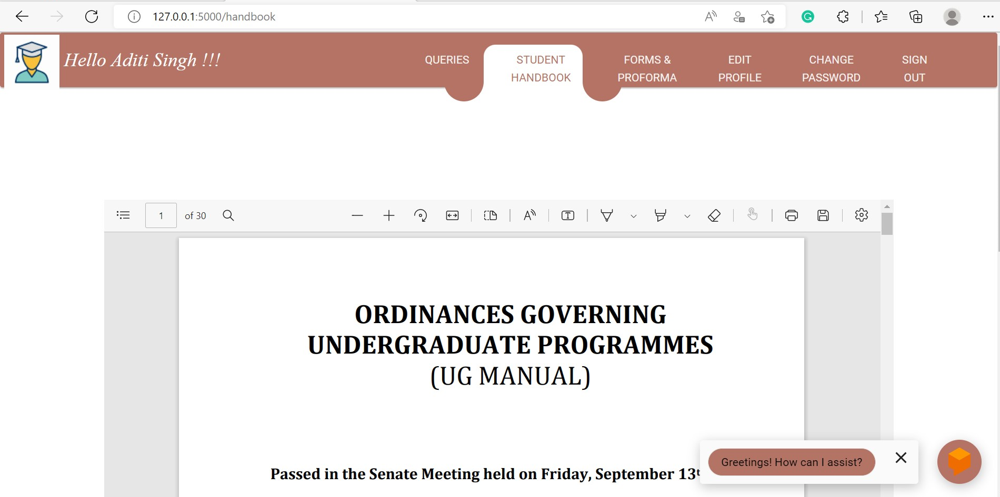 127.0.0.1:5000/handbook
Hello Aditi Singh !!!
QUERIES
STUDENT
HANDBOOK
FORMS &
PROFORMA
EDIT
PROFILE
CHANGE
PASSWORD
SIGN
OUT
1 of 30
ORDINANCES GOVERNING
UNDERGRADUATE PROGRAMMES
(UG MANUAL)
Passed in the Senate Meeting held on Friday, September 13t
Greetings! How can I assist?